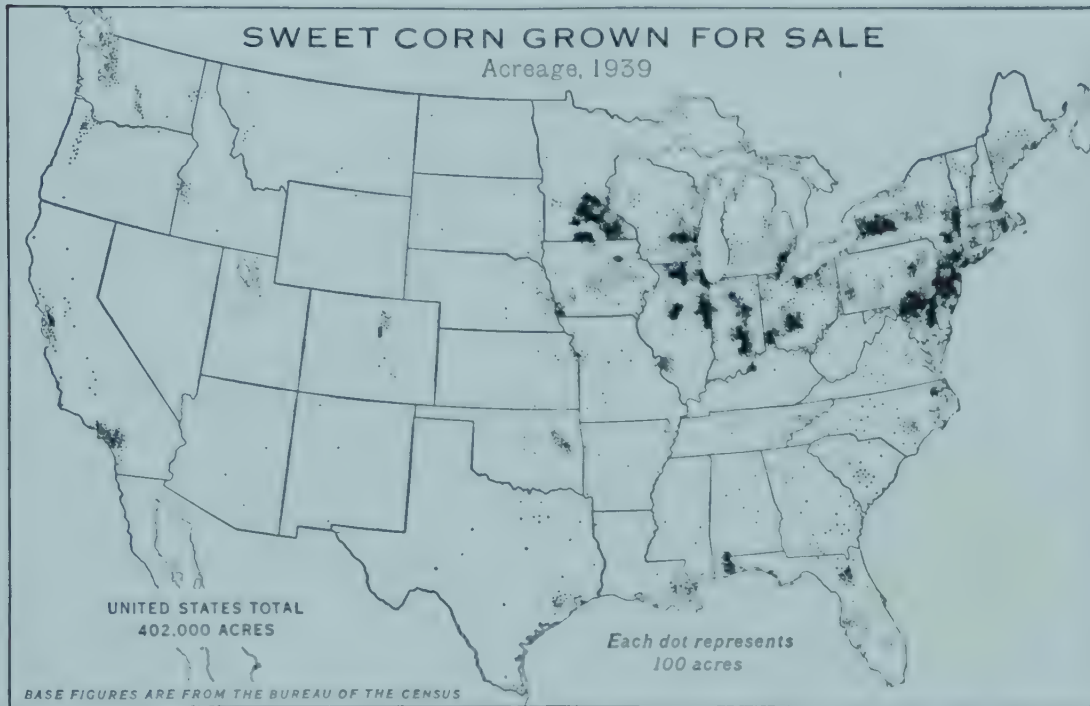 SWEET CORN GROWN FOR SALE
Acreage, 1939
UNITED STATES TOTAL
402.000 ACRES
Each dot represents
100 acres
BASE FIGURES ARE FROM THE BUREAU OF THE CENSUS